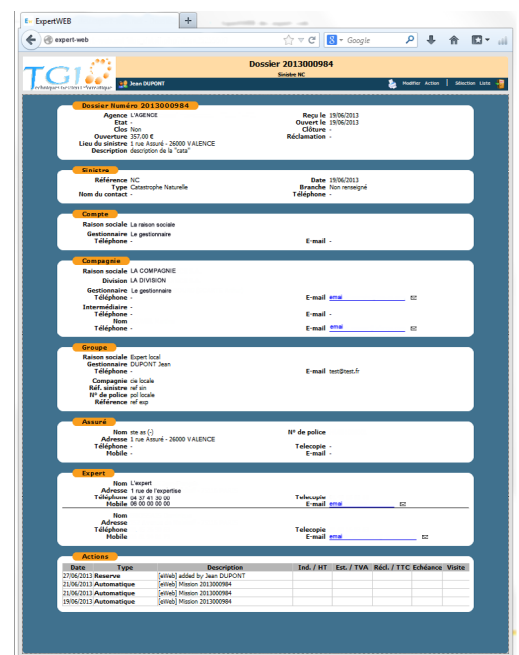 ExpertWEB
expert-web
Google
TGI
Techniques Gestion Informatique
Dossier 2013000984
Sinistre NC
Jean DUPONT
Modifier Action | Sélection Liste
Dossier Numéro 2013000984
Agence L'AGENCE Reçu le 19/06/2013
Etat - Ouvert le 19/06/2013
Clos Non Clôture -
Ouverture 357.00 € Réclamation -
Lieu du sinistre 1 rue Assuré - 26000 VALENCE
Description description de la "cata"
Sinistre
Référence NC Date 19/06/2013
Type Catastrophe Naturelle Branche Non renseigné
Nom du contact - Téléphone -
Compte
Raison sociale La raison sociale
Gestionnaire Le gestionnaire
Téléphone - E-mail -
Compagnie
Raison sociale LA COMPAGNIE
Division LA DIVISION
Gestionnaire Le gestionnaire
Téléphone - E-mail emai
Intermédiaire -
Téléphone - E-mail -
Nom
Téléphone - E-mail emai
Groupe
Raison sociale Expert local
Gestionnaire DUPONT Jean
Téléphone - E-mail test@test.fr
Compagnie cie locale
Réf. sinistre ref sin
N° de police pol locale
Référence ref exp
Assuré
Nom ste as (-) N° de police
Adresse 1 rue Assuré - 26000 VALENCE
Téléphone - Telecopie -
Mobile - E-mail -
Expert
Nom L'expert
Adresse 1 rue de l'expertise
Téléphone 04 37 41 30 00 Telecopie
Mobile 06 00 00 00 00 E-mail emai
Nom
Adresse
Téléphone Telecopie
Mobile E-mail emai
Actions
Date Type Description Ind. / HT Est. / TVA Récl. / TTC Echéance Visite
27/06/2013 Reserve [eWeb] added by Jean DUPONT
21/06/2013 Automatique [eWeb] Mission 2013000984
21/06/2013 Automatique [eWeb] Mission 2013000984
19/06/2013 Automatique [eWeb] Mission 2013000984